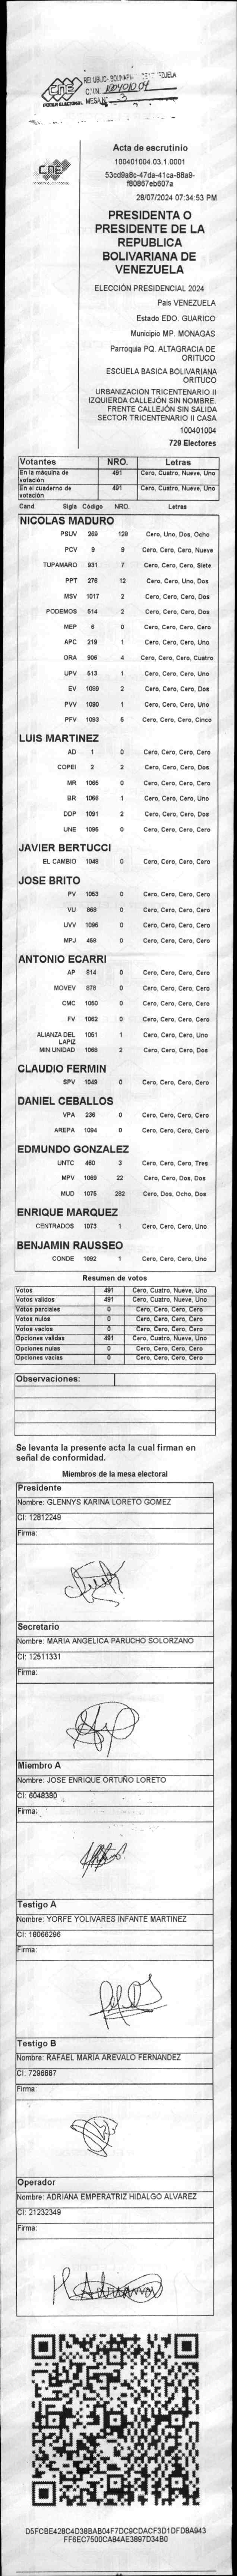 CNE
PODER ELECTORAL
C.V.N.
MESA Nº 3
CNE
Acta de escrutinio
100401004.03.1.0001
53cd9a8c-47da-41ca-88a9-
f80867eb607a
28/07/2024 07:34:53 PM
PRESIDENTA O
PRESIDENTE DE LA
REPUBLICA
BOLIVARIANA DE
VENEZUELA
ELECCIÓN PRESIDENCIAL 2024
Pais VENEZUELA
Estado EDO. GUARICO
Municipio MP. MONAGAS
Parroquia PQ. ALTAGRACIA DE
ORITUCO
ESCUELA BASICA BOLIVARIANA
ORITUCO
URBANIZACION TRICENTENARIO II
IZQUIERDA CALLEJÓN SIN NOMBRE.
FRENTE CALLEJÓN SIN SALIDA
SECTOR TRICENTENARIO II CASA
100401004
729 Electores
Votantes NRO. Letras
En la máquina de votación 491 Cero, Cuatro, Nueve, Uno
En el cuaderno de votación 491 Cero, Cuatro, Nueve, Uno
Cand Sigla Código NRO. Letras
NICOLAS MADURO
PSUV 269 128 Cero, Uno, Dos, Ocho
PCV 9 9 Cero, Cero, Cero, Nueve
TUPAMARO 931 7 Cero, Cero, Cero, Siete
PPT 276 12 Cero, Cero, Uno, Dos
MSV 1017 2 Cero, Cero, Cero, Dos
PODEMOS 514 2 Cero, Cero, Cero, Dos
MEP 6 0 Cero, Cero, Cero, Cero
APC 219 1 Cero, Cero, Cero, Uno
ORA 906 4 Cero, Cero, Cero, Cuatro
UPV 513 1 Cero, Cero, Cero, Uno
EV 1099 2 Cero, Cero, Cero, Dos
PVV 1090 1 Cero, Cero, Cero, Uno
PFV 1093 5 Cero, Cero, Cero, Cinco
LUIS MARTINEZ
AD 1 0 Cero, Cero, Cero, Cero
COPEI 2 2 Cero, Cero, Cero, Dos
MR 1065 0 Cero, Cero, Cero, Cero
BR 1066 1 Cero, Cero, Cero, Uno
DDP 1091 2 Cero, Cero, Cero, Dos
UNE 1095 0 Cero, Cero, Cero, Cero
JAVIER BERTUCCI
EL CAMBIO 1048 0 Cero, Cero, Cero, Cero
JOSE BRITO
PV 1053 0 Cero, Cero, Cero, Cero
VU 868 0 Cero, Cero, Cero, Cero
UVV 1096 0 Cero, Cero, Cero, Cero
MPJ 458 0 Cero, Cero, Cero, Cero
ANTONIO ECARRI
AP 814 0 Cero, Cero, Cero, Cero
MOVEV 878 0 Cero, Cero, Cero, Cero
CMC 1050 0 Cero, Cero, Cero, Cero
FV 1062 0 Cero, Cero, Cero, Cero
ALIANZA DEL LAPIZ 1051 1 Cero, Cero, Cero, Uno
MIN UNIDAD 1068 2 Cero, Cero, Cero, Dos
CLAUDIO FERMIN
SPV 1049 0 Cero, Cero, Cero, Cero
DANIEL CEBALLOS
VPA 236 0 Cero, Cero, Cero, Cero
AREPA 1094 0 Cero, Cero, Cero, Cero
EDMUNDO GONZALEZ
UNTC 460 3 Cero, Cero, Cero, Tres
MPV 1069 22 Cero, Cero, Dos, Dos
MUD 1075 282 Cero, Dos, Ocho, Dos
ENRIQUE MARQUEZ
CENTRADOS 1073 1 Cero, Cero, Cero, Uno
BENJAMIN RAUSSEO
CONDE 1092 1 Cero, Cero, Cero, Uno
Resumen de votos
Votos 491 Cero, Cuatro, Nueve, Uno
Votos validos 491 Cero, Cuatro, Nueve, Uno
Votos parciales 0 Cero, Cero, Cero, Cero
Votos nulos 0 Cero, Cero, Cero, Cero
Votos vacios 0 Cero, Cero, Cero, Cero
Opciones validas 491 Cero, Cuatro, Nueve, Uno
Opciones nulas 0 Cero, Cero, Cero, Cero
Opciones vacias 0 Cero, Cero, Cero, Cero
Observaciones:
Se levanta la presente acta la cual firman en
señal de conformidad.
Miembros de la mesa electoral
Presidente
Nombre: GLENNYS KARINA LORETO GOMEZ
CI: 12812249
Firma:
Secretario
Nombre: MARIA ANGELICA PARUCHO SOLORZANO
CI: 12511331
Firma:
Miembro A
Nombre: JOSE ENRIQUE ORTUÑO LORETO
CI: 6048380
Firma:
Testigo A
Nombre: YORFE YOLIVARES INFANTE MARTINEZ
CI: 18066296
Firma:
Testigo B
Nombre: RAFAEL MARIA AREVALO FERNANDEZ
CI: 7296887
Firma:
Operador
Nombre: ADRIANA EMPERATRIZ HIDALGO ALVAREZ
CI: 21232349
Firma:
D5FCBE428C4D38BAB04F7DC9CDACF3D1DFD8A943
FF6EC7500CA84AE3897D34B0